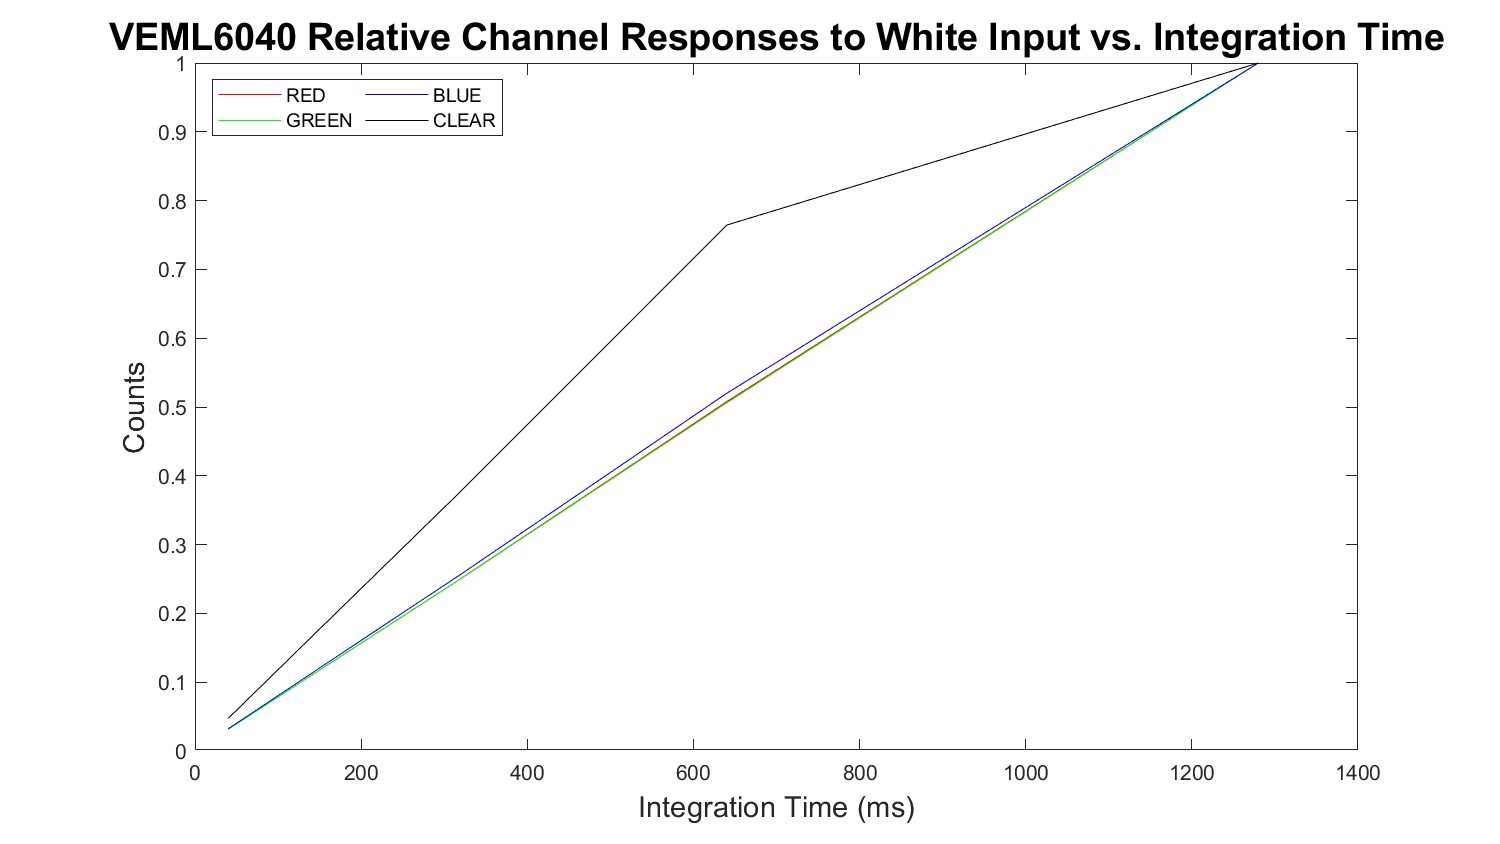 VEML6040 Relative Channel Responses to White Input vs. Integration Time
RED BLUE
GREEN CLEAR
1
0.9
0.8
0.7
0.6
0.5
0.4
0.3
0.2
0.1
0
Counts
0 200 400 600 800 1000 1200 1400
Integration Time (ms)